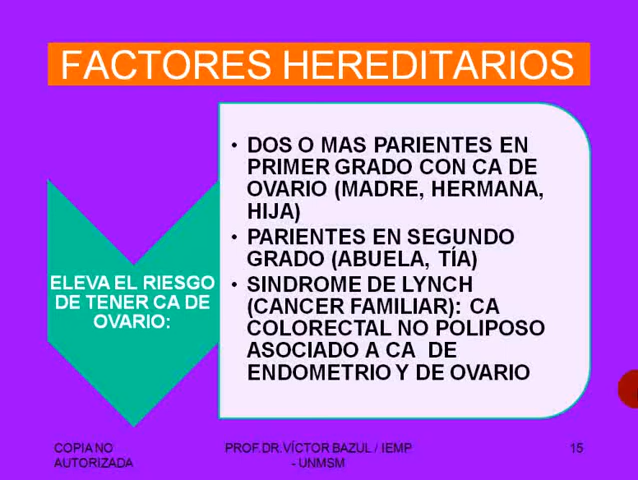 FACTORES HEREDITARIOS
ELEVA EL RIESGO
DE TENER CA DE
OVARIO:
• DOS O MAS PARIENTES EN
PRIMER GRADO CON CA DE
OVARIO (MADRE, HERMANA,
HIJA)
• PARIENTES EN SEGUNDO
GRADO (ABUELA, TÍA)
• SINDROME DE LYNCH
(CANCER FAMILIAR): CA
COLORECTAL NO POLIPOSO
ASOCIADO A CA DE
ENDOMETRIO Y DE OVARIO
COPIA NO
AUTORIZADA
PROF.DR.VÍCTOR BAZUL / IEMP
- UNMSM
15